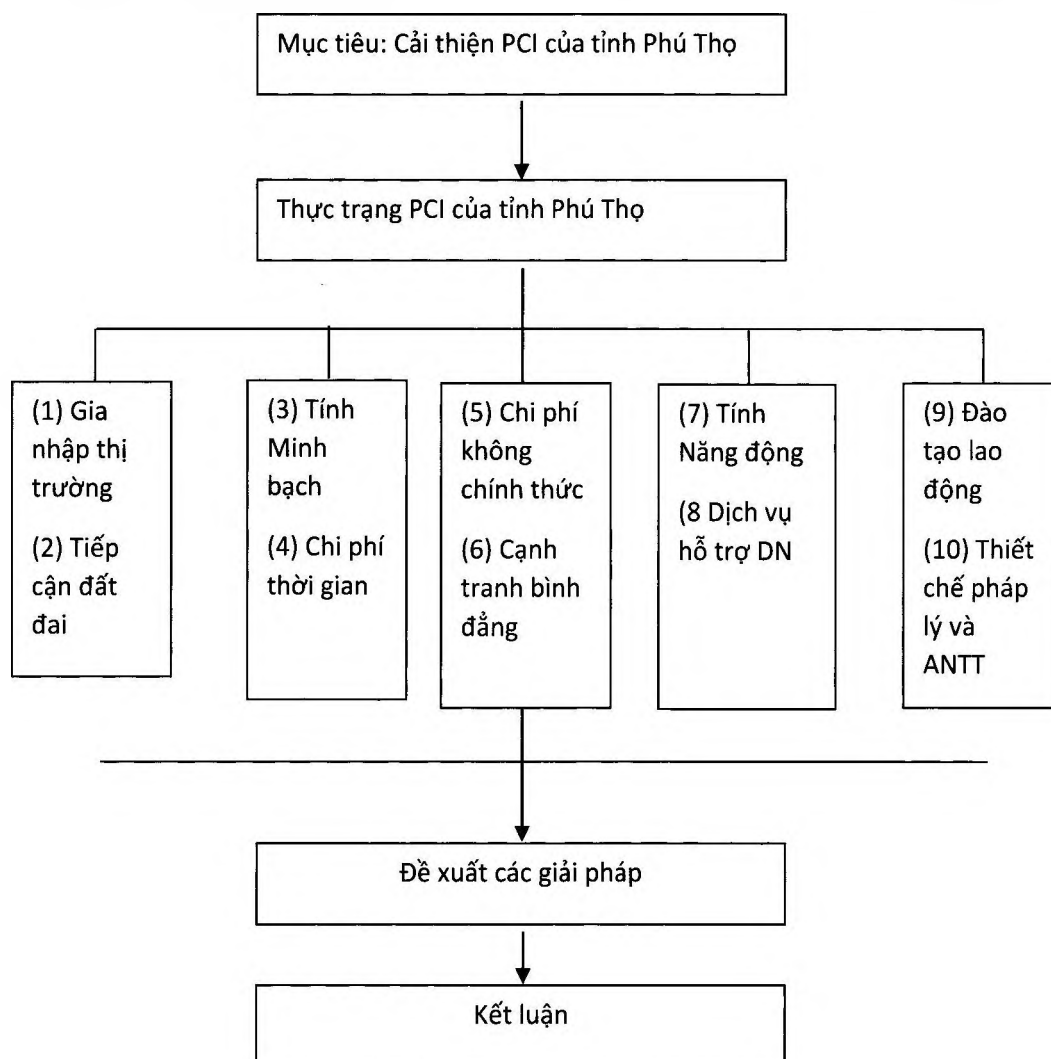 Mục tiêu: Cải thiện PCI của tỉnh Phú Thọ
Thực trạng PCI của tỉnh Phú Thọ
(1) Gia
nhập thị
trường
(2) Tiếp
cận đất
đai
(3) Tính
Minh
bạch
(4) Chi phí
thời gian
(5) Chi phí
không
chính thức
(6) Cạnh
tranh bình
đẳng
(7) Tính
Năng động
(8 Dịch vụ
hỗ trợ DN
(9) Đào
tạo lao
động
(10) Thiết
chế pháp
lý và
ANTT
Đề xuất các giải pháp
Kết luận